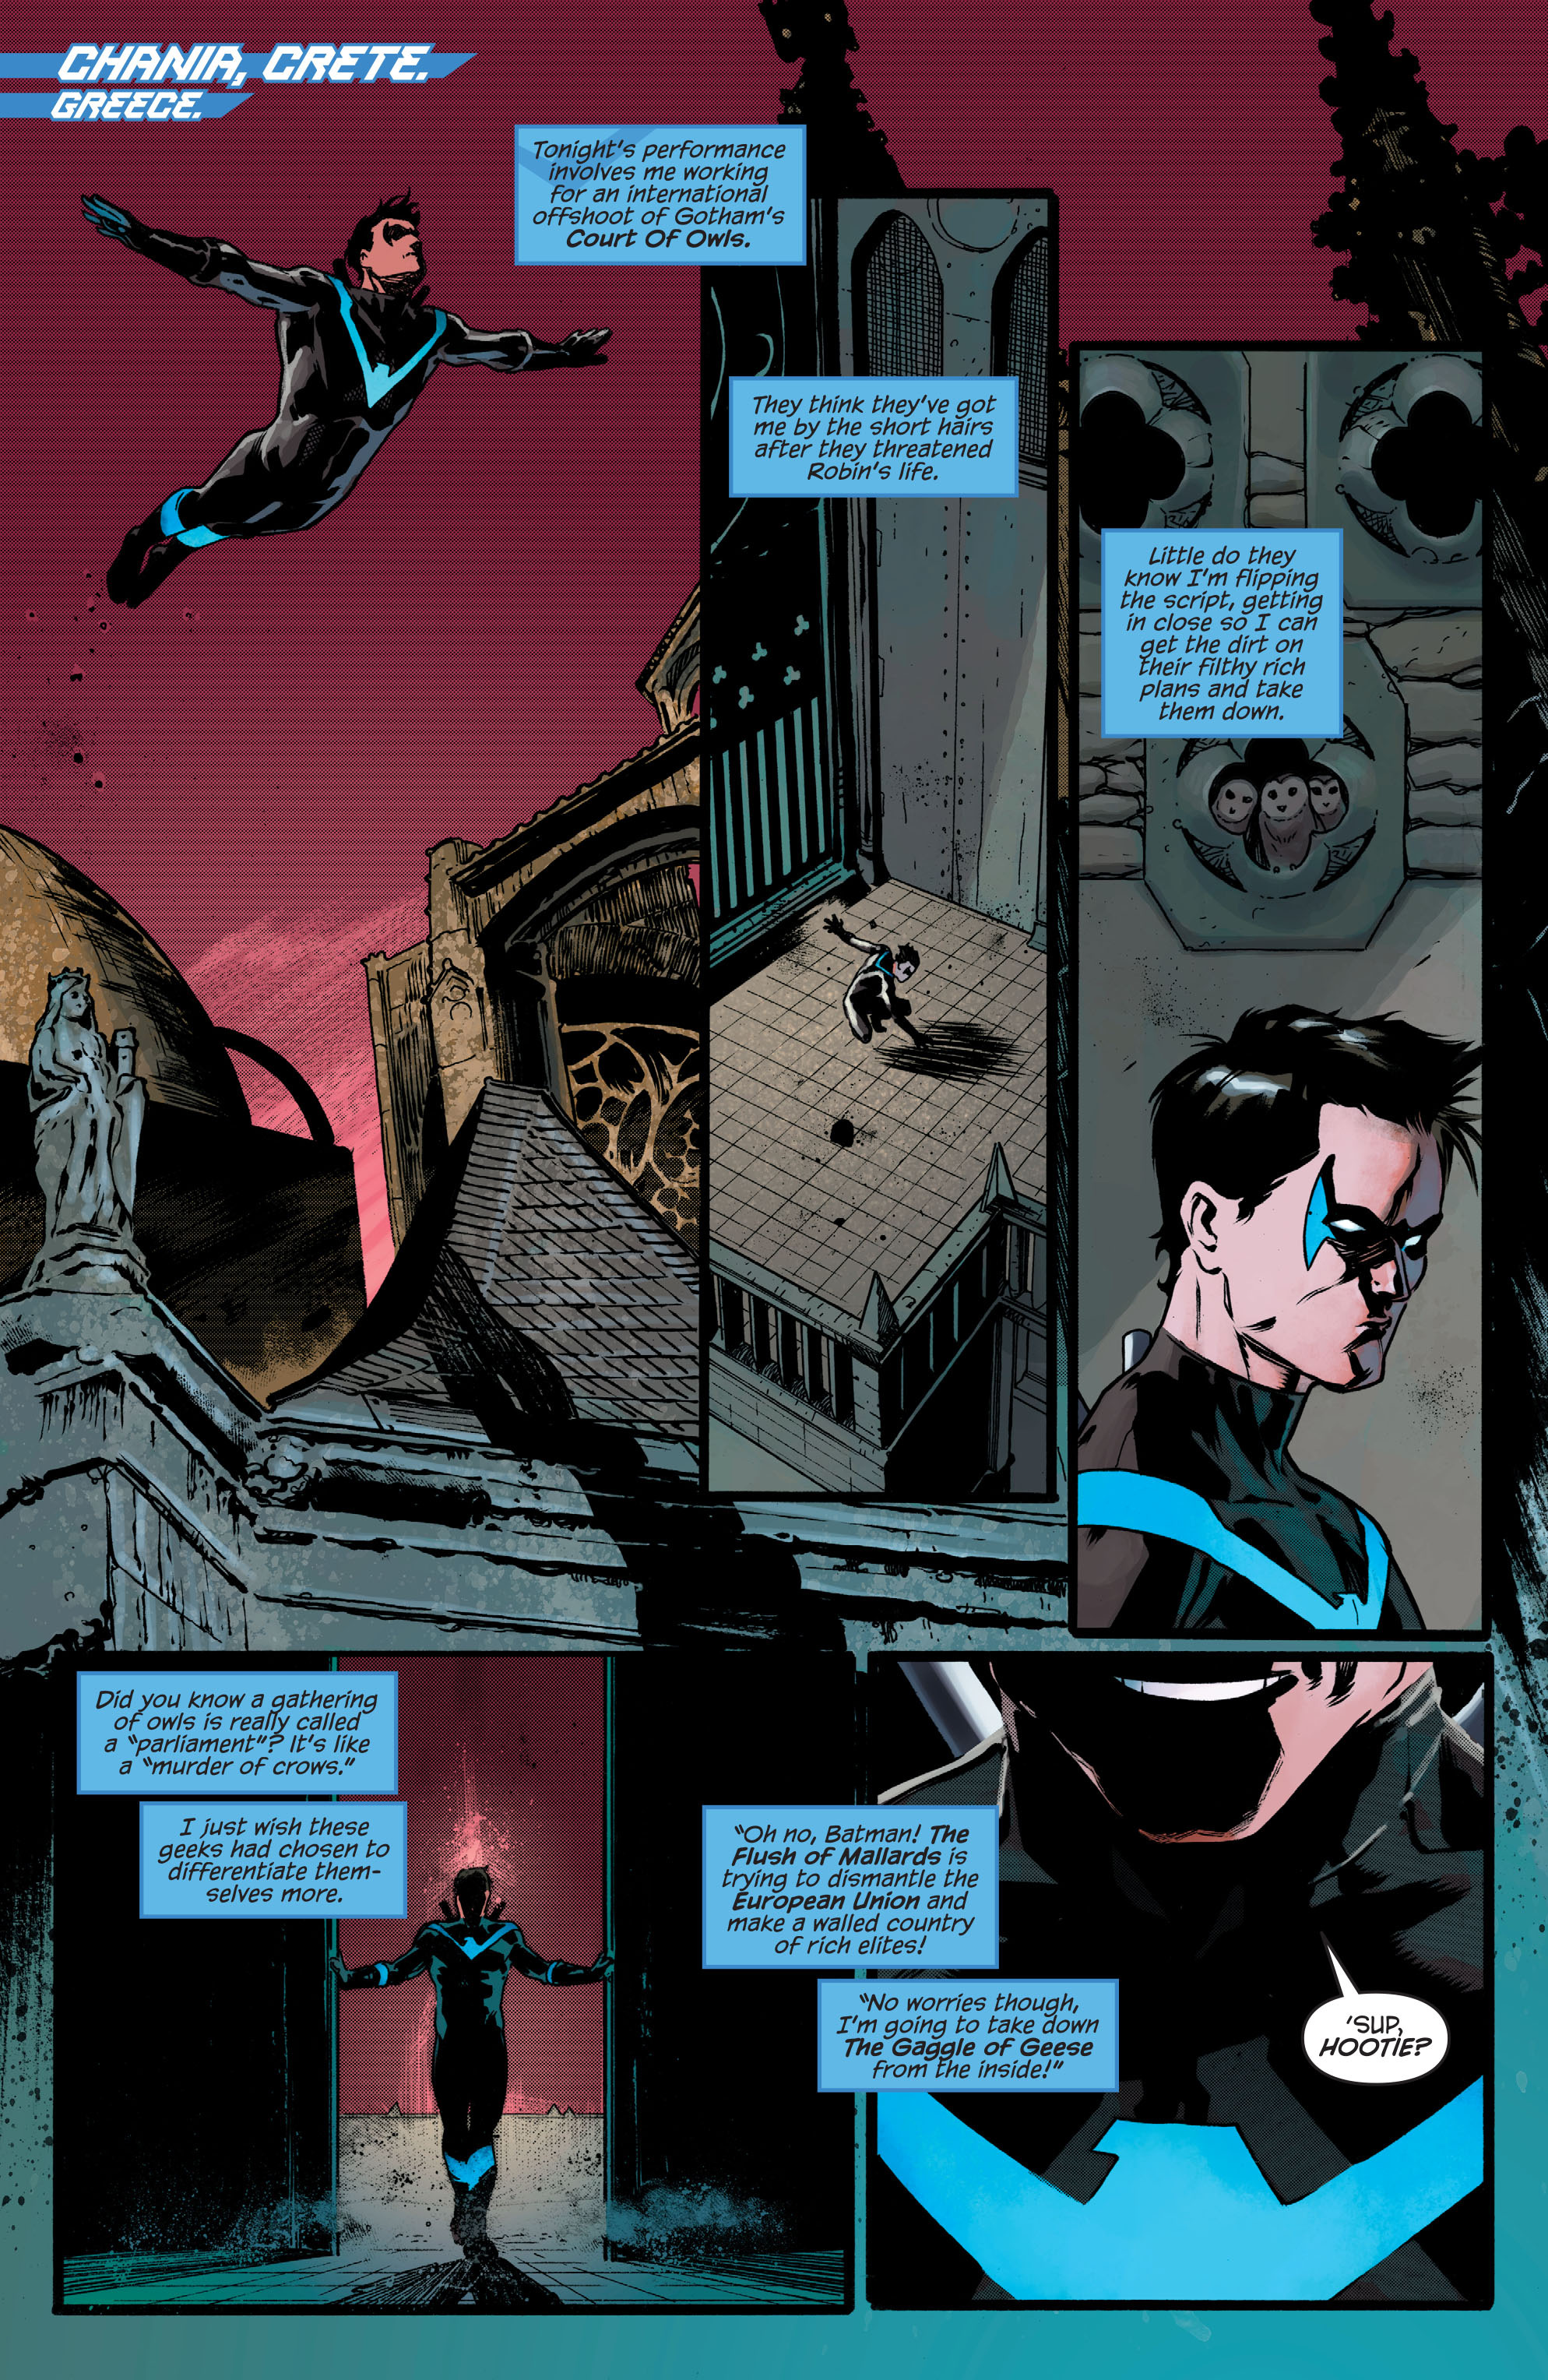 CHANIA, CRETE.
GREECE.
Tonight's performance
involves me working
for an international
offshoot of Gotham's
Court Of Owls.
They think they've got
me by the short hairs
after they threatened
Robin's life.
Little do they
know I'm flipping
the script, getting
in close so I can
get the dirt on
their filthy rich
plans and take
them down.
Did you know a gathering
of owls is really called
a "parliament"? It's like
a "murder of crows."
I just wish these
geeks had chosen to
differentiate them-
selves more.
"Oh no, Batman! The
Flush of Mallards is
trying to dismantle the
European Union and
make a walled country
of rich elites!
"No worries though,
I'm going to take down
The Gaggle of Geese
from the inside!"
'SUP,
HOOTIE?